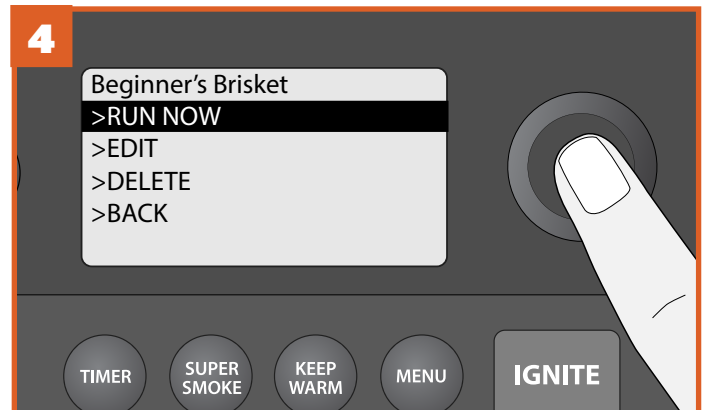 4
Beginner's Brisket
>RUN NOW
>EDIT
>DELETE
>BACK
TIMER
SUPER
SMOKE
KEEP
WARM
MENU
IGNITE